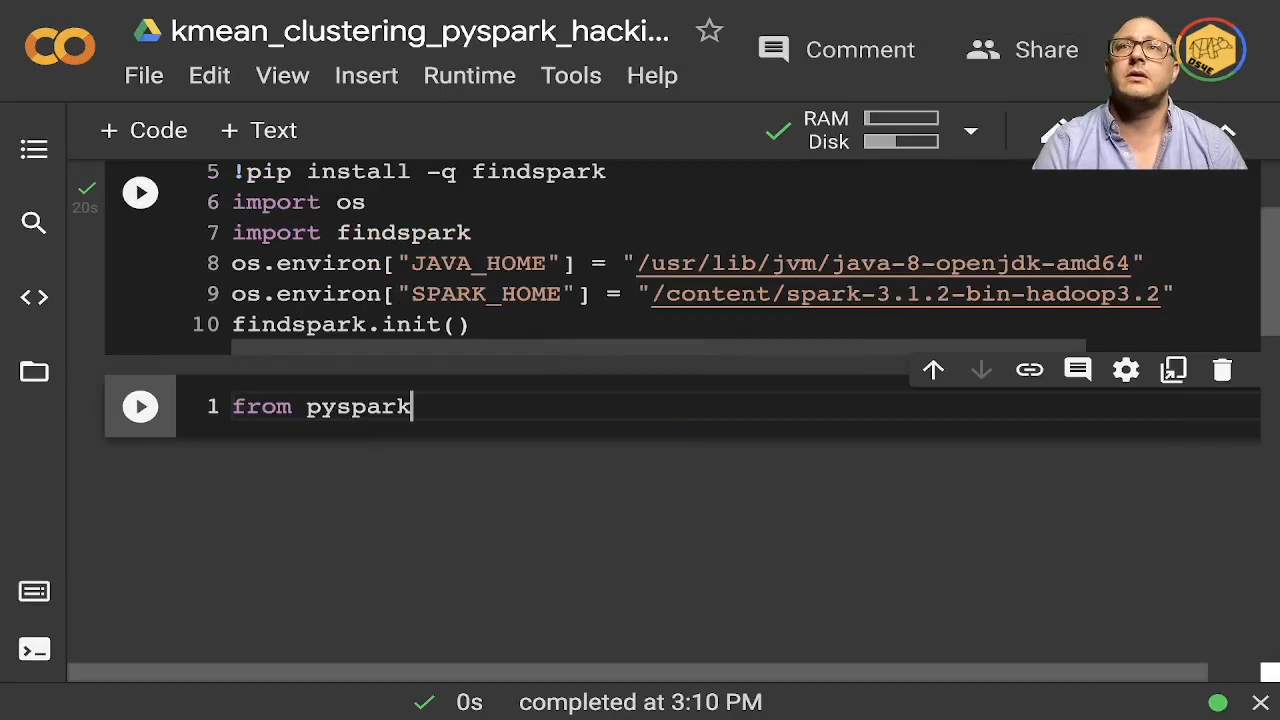 kmean_clustering_pyspark_hacki...
Comment
Share
File Edit View Insert Runtime Tools Help
+ Code + Text
RAM
Disk
20s
5 !pip install -q findspark
6 import os
7 import findspark
8 os.environ["JAVA_HOME"] = "/usr/lib/jvm/java-8-openjdk-amd64"
9 os.environ["SPARK_HOME"] = "/content/spark-3.1.2-bin-hadoop3.2"
10 findspark.init()
1 from pyspark
0s completed at 3:10 PM